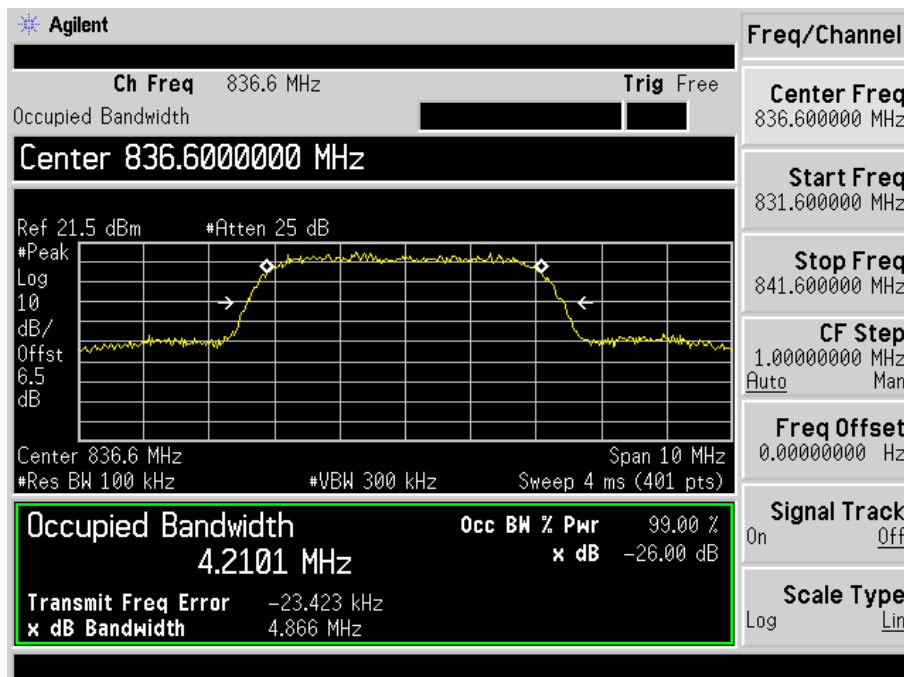 Agilent
Freq/Channel
Ch Freq 836.6 MHz Trig Free
Occupied Bandwidth
Center 836.6000000 MHz
Ref 21.5 dBm #Atten 25 dB
#Peak
Log
10
dB/
Offst
6.5
dB
Center 836.6 MHz Span 10 MHz
#Res BW 100 kHz #VBW 300 kHz Sweep 4 ms (401 pts)
Occupied Bandwidth Occ BW % Pwr 99.00 %
4.2101 MHz x dB -26.00 dB
Transmit Freq Error -23.423 kHz
x dB Bandwidth 4.866 MHz
Center Freq
836.600000 MHz
Start Freq
831.600000 MHz
Stop Freq
841.600000 MHz
CF Step
1.00000000 MHz
Auto Man
Freq Offset
0.00000000 Hz
Signal Track
On Off
Scale Type
Log Lin